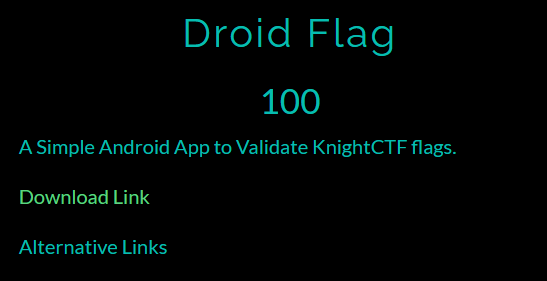 Droid Flag
100
A Simple Android App to Validate KnightCTF flags.
Download Link
Alternative Links